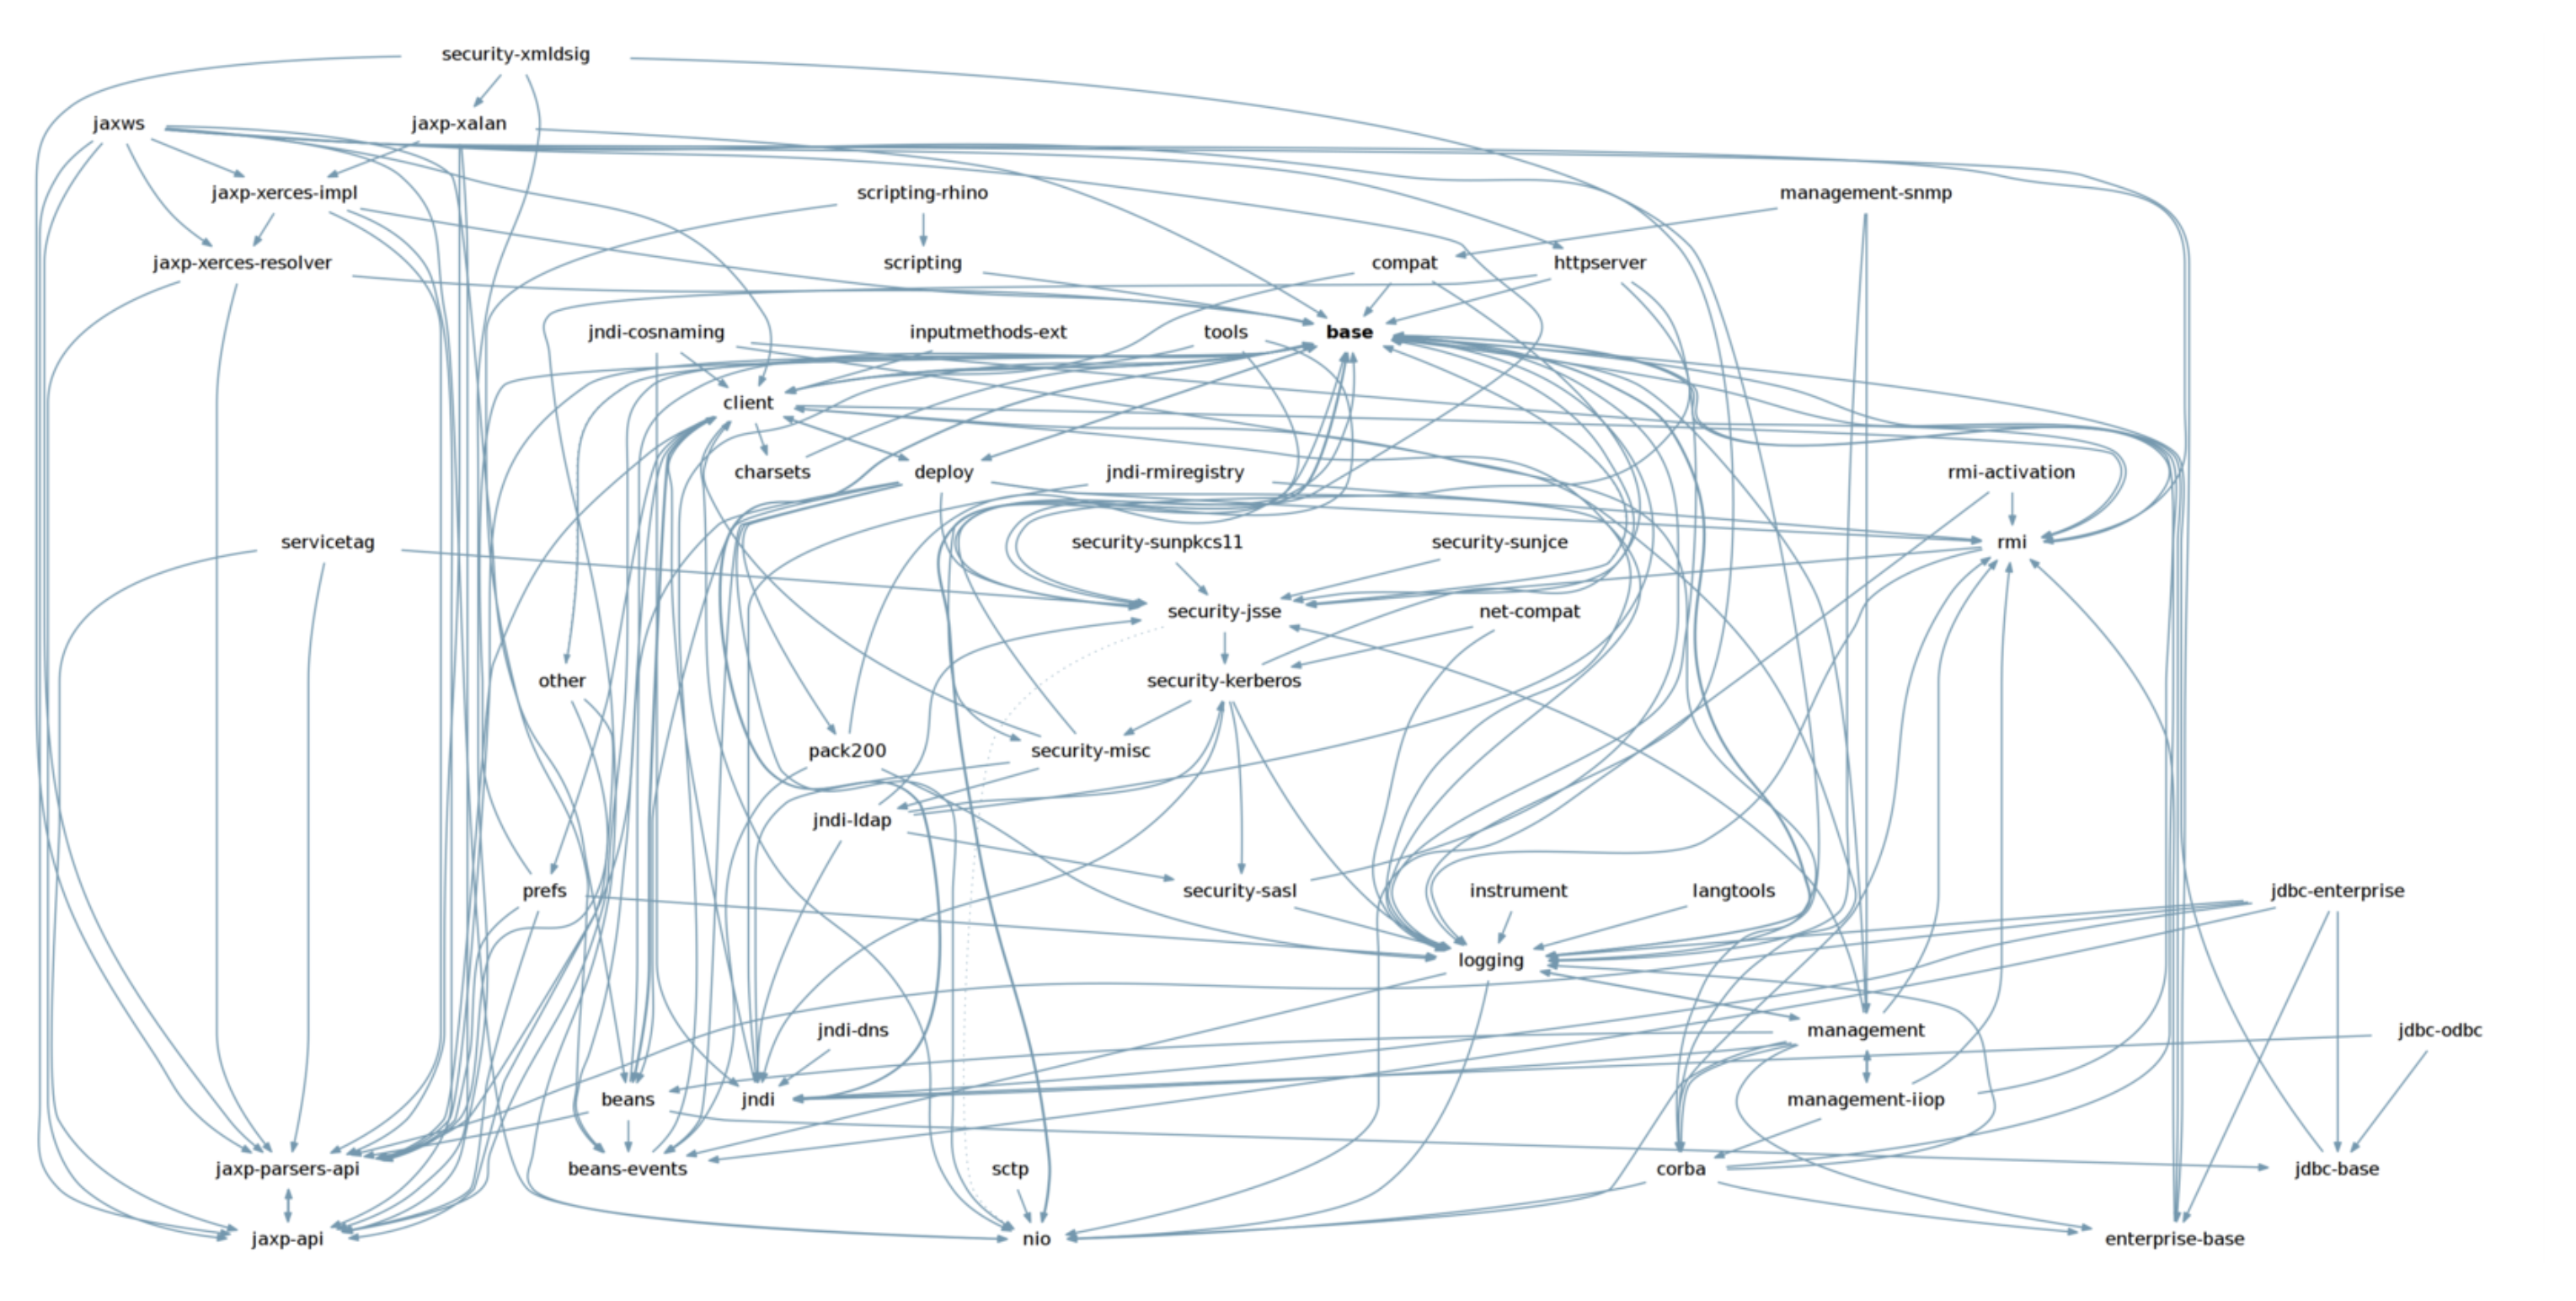 security-xmldsig
jaxws
jaxp-xalan
jaxp-xerces-impl
scripting-rhino
management-snmp
jaxp-xerces-resolver
scripting
compat
httpserver
jndi-cosnaming
inputmethods-ext
tools
base
client
charsets
deploy
jndi-rmiregistry
rmi-activation
servicetag
security-sunpkcs11
security-sunjce
rmi
security-jsse
net-compat
other
security-kerberos
pack200
security-misc
jndi-ldap
prefs
security-sasl
instrument
langtools
jdbc-enterprise
logging
jndi-dns
management
jdbc-odbc
beans
jndi
management-iiop
jaxp-parsers-api
beans-events
sctp
corba
jdbc-base
jaxp-api
nio
enterprise-base